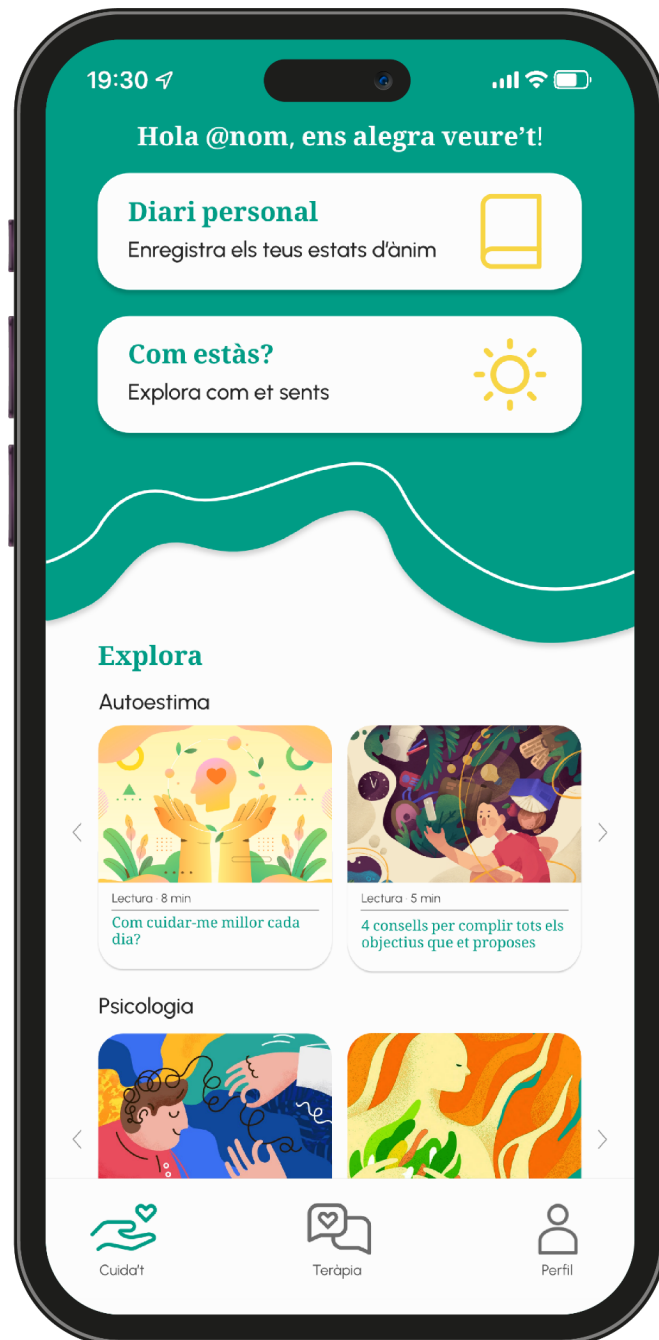 19:30
Hola @nom, ens alegra veure’t!
Diari personal
Enregistra els teus estats d’ànim
Com estàs?
Explora com et sents
Explora
Autoestima
Lectura · 8 min
Com cuidar-me millor cada
dia?
Lectura · 5 min
4 consells per complir tots els
objectius que et proposes
Psicologia
Cuida’t
Teràpia
Perfil